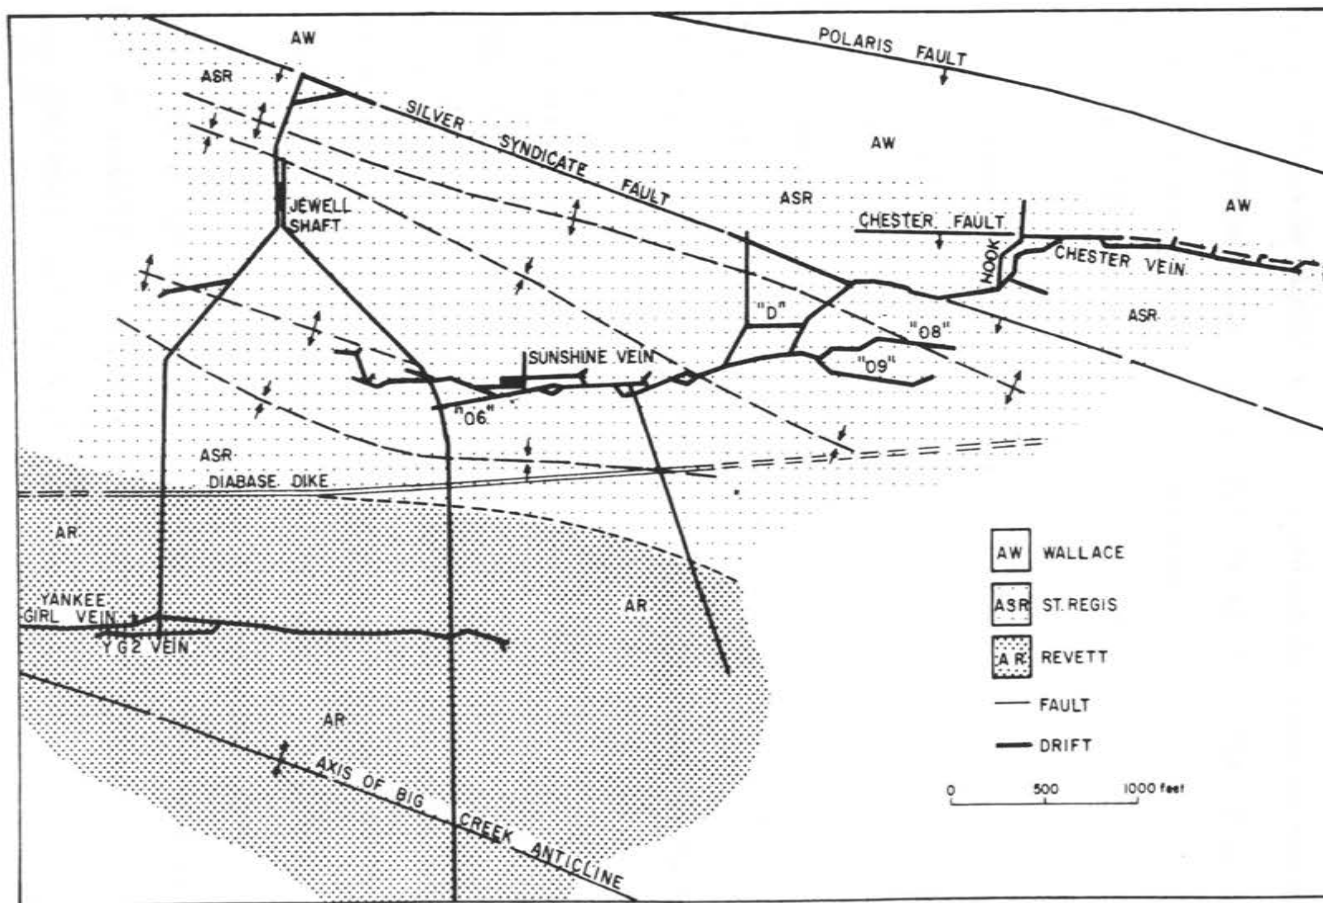 POLARIS FAULT
AW
ASR
SILVER SYNDICATE FAULT
AW
ASR
AW
JEWELL
SHAFT
CHESTER FAULT
HOOK
CHESTER VEIN
"D"
ASR
"08"
SUNSHINE VEIN
"09"
"06"
ASR
DIABASE DIKE
AR
AW WALLACE
ASR ST. REGIS
YANKEE
GIRL VEIN
AR
Y G 2 VEIN
AR REVETT
FAULT
AR
DRIFT
AXIS OF BIG CREEK ANTICLINE
0 500 1000 feet